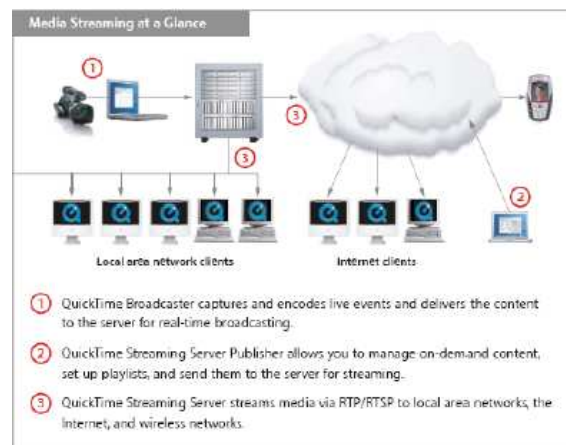 Media Streaming at a Glance
1
3
3
2
Local area network clients
Internet clients
1 QuickTime Broadcaster captures and encodes live events and delivers the content
to the server for real-time broadcasting.
2 QuickTime Streaming Server Publisher allows you to manage on-demand content,
set up playlists, and send them to the server for streaming.
3 QuickTime Streaming Server streams media via RTP/RTSP to local area networks, the
Internet, and wireless networks.